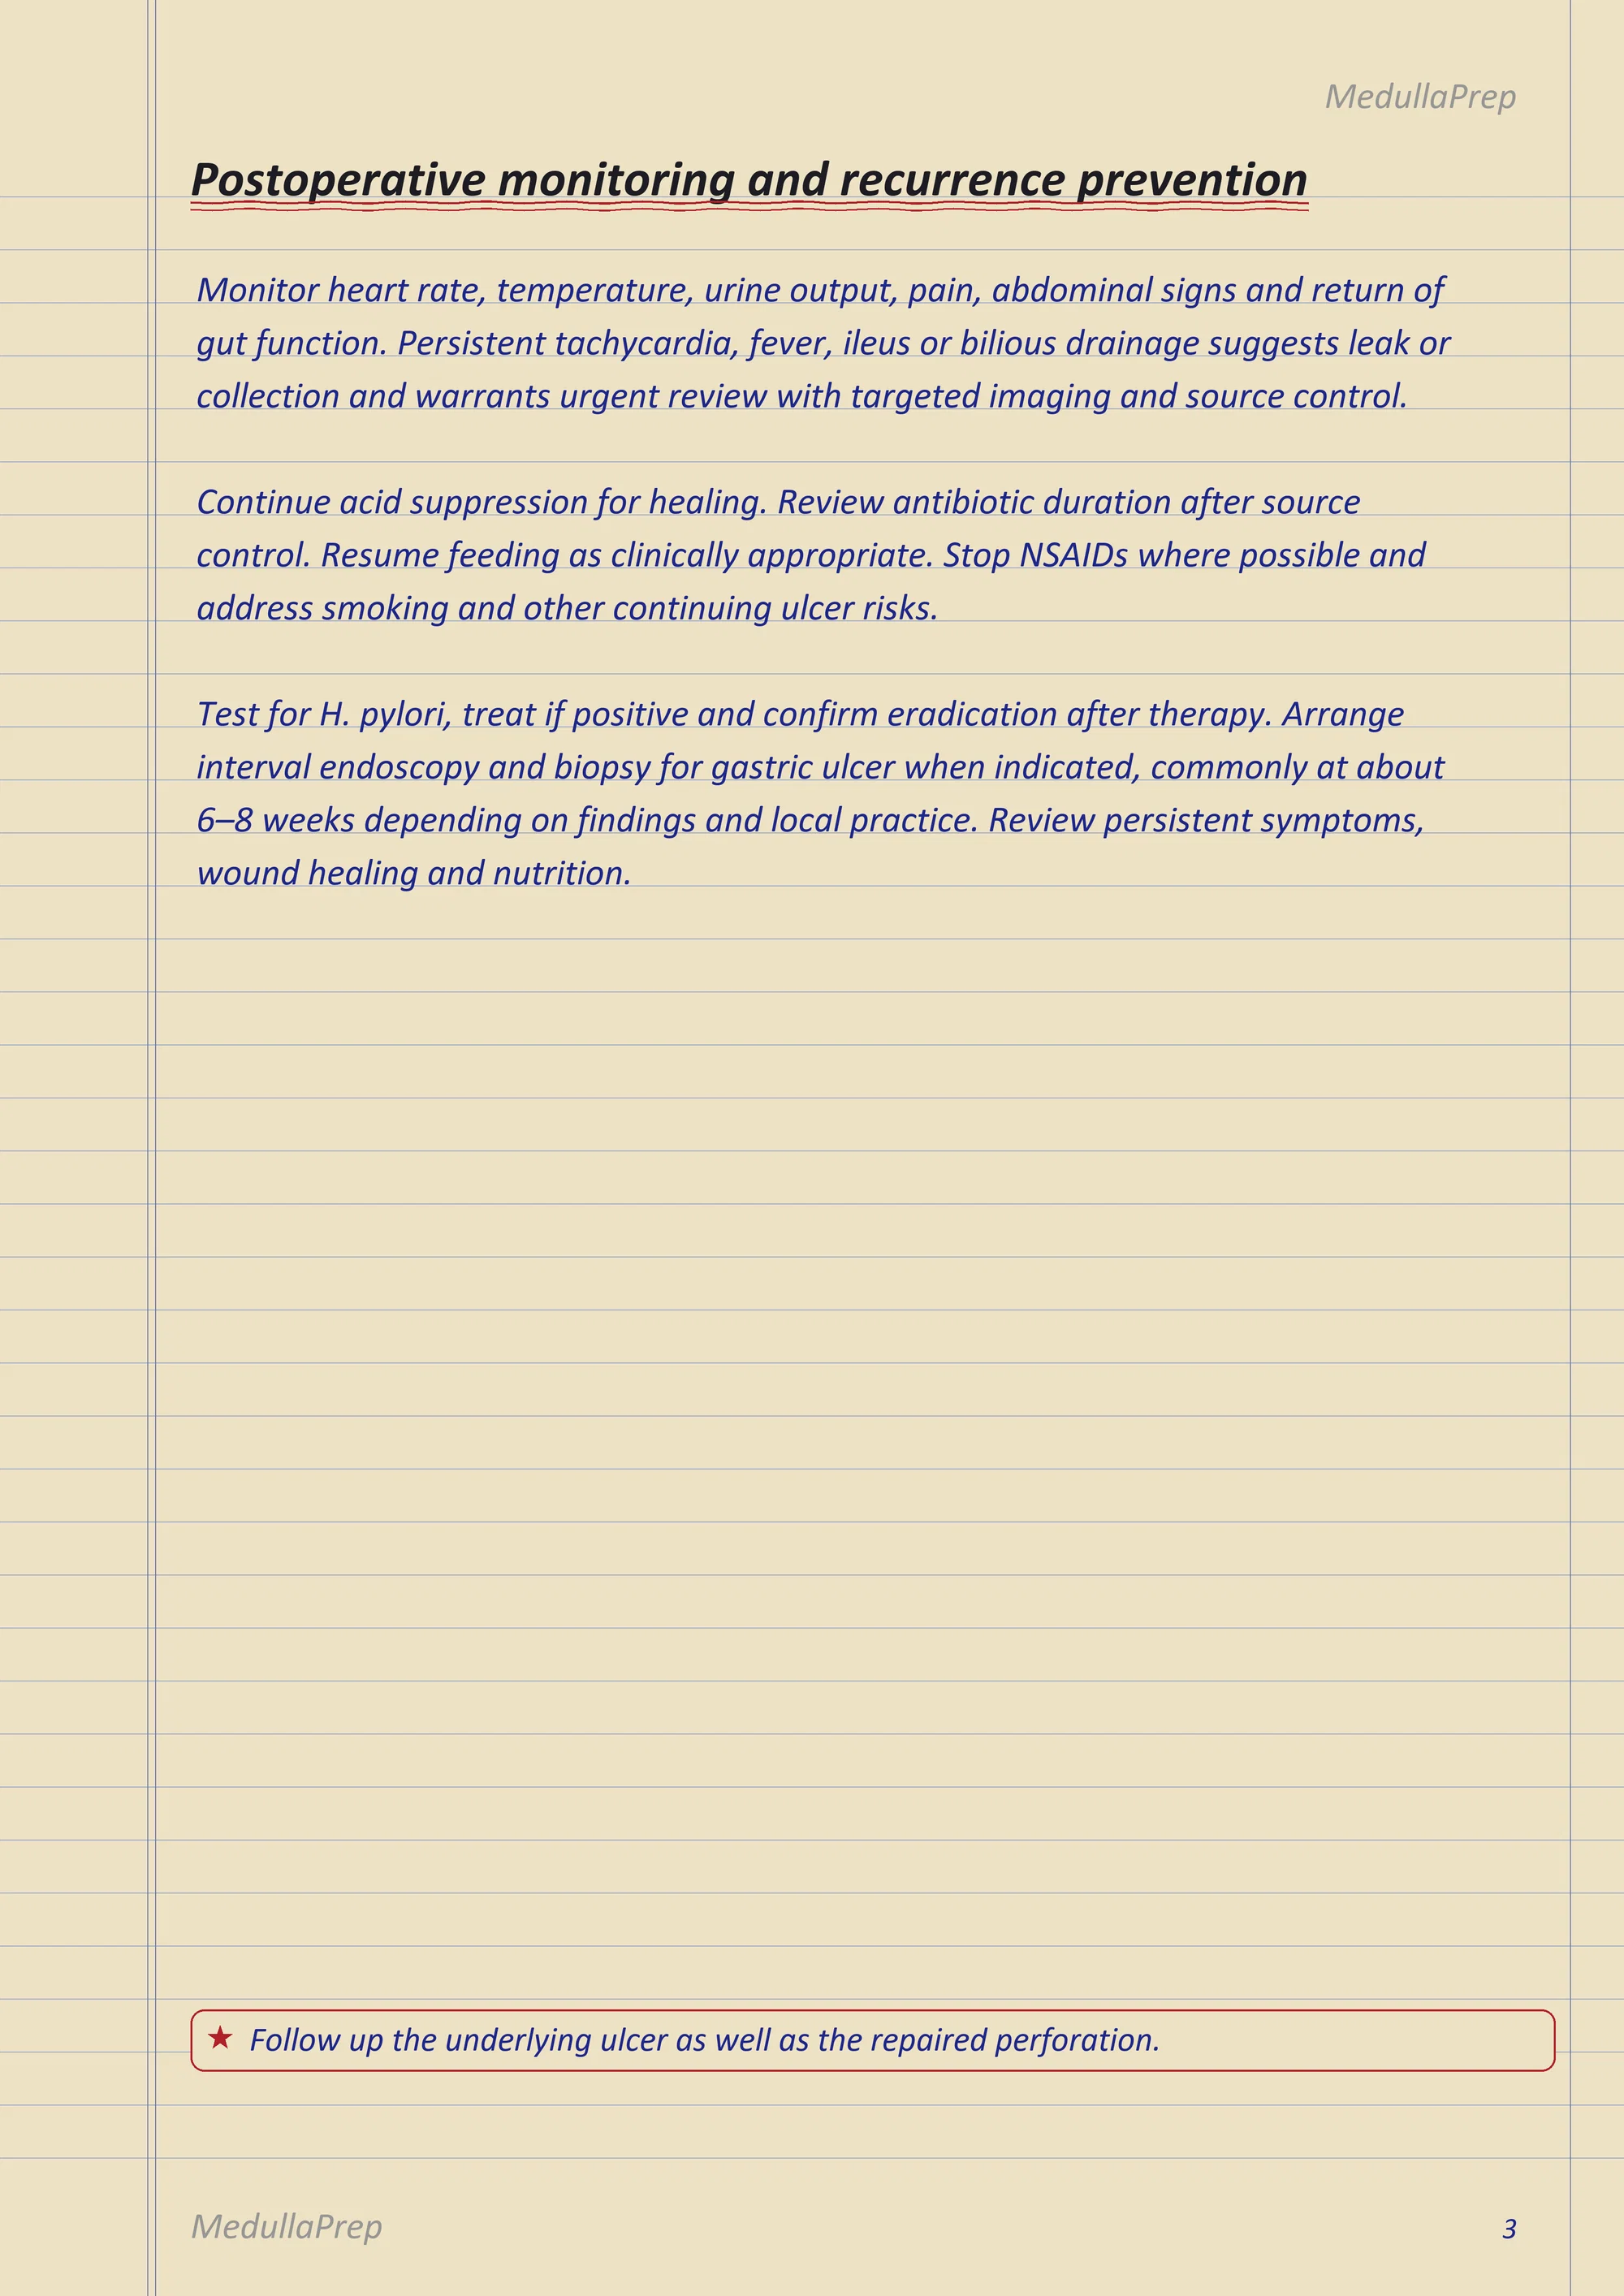 MedullaPrep
Postoperative monitoring and recurrence prevention
Monitor heart rate, temperature, urine output, pain, abdominal signs and return of
gut function. Persistent tachycardia, fever, ileus or bilious drainage suggests leak or
collection and warrants urgent review with targeted imaging and source control.
Continue acid suppression for healing. Review antibiotic duration after source
control. Resume feeding as clinically appropriate. Stop NSAIDs where possible and
address smoking and other continuing ulcer risks.
Test for H. pylori, treat if positive and confirm eradication after therapy. Arrange
interval endoscopy and biopsy for gastric ulcer when indicated, commonly at about
6–8 weeks depending on findings and local practice. Review persistent symptoms,
wound healing and nutrition.
★ Follow up the underlying ulcer as well as the repaired perforation.
MedullaPrep
3